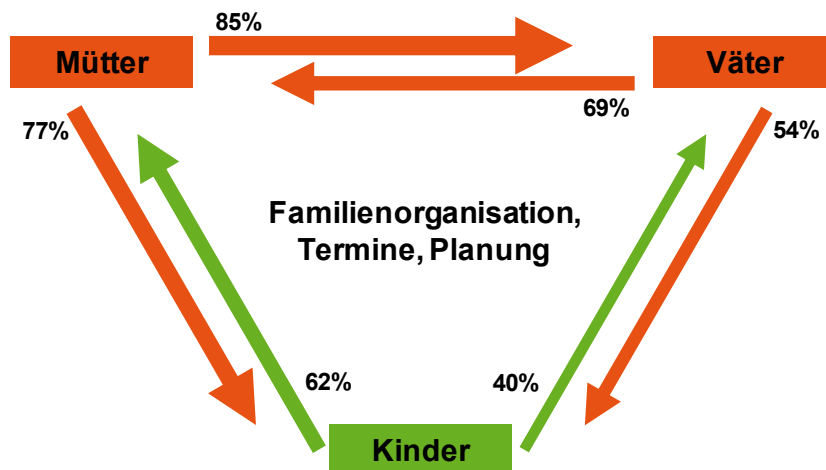 85%
Mütter
Väter
69%
77%
54%
Familienorganisation,
Termine, Planung
62%
40%
Kinder